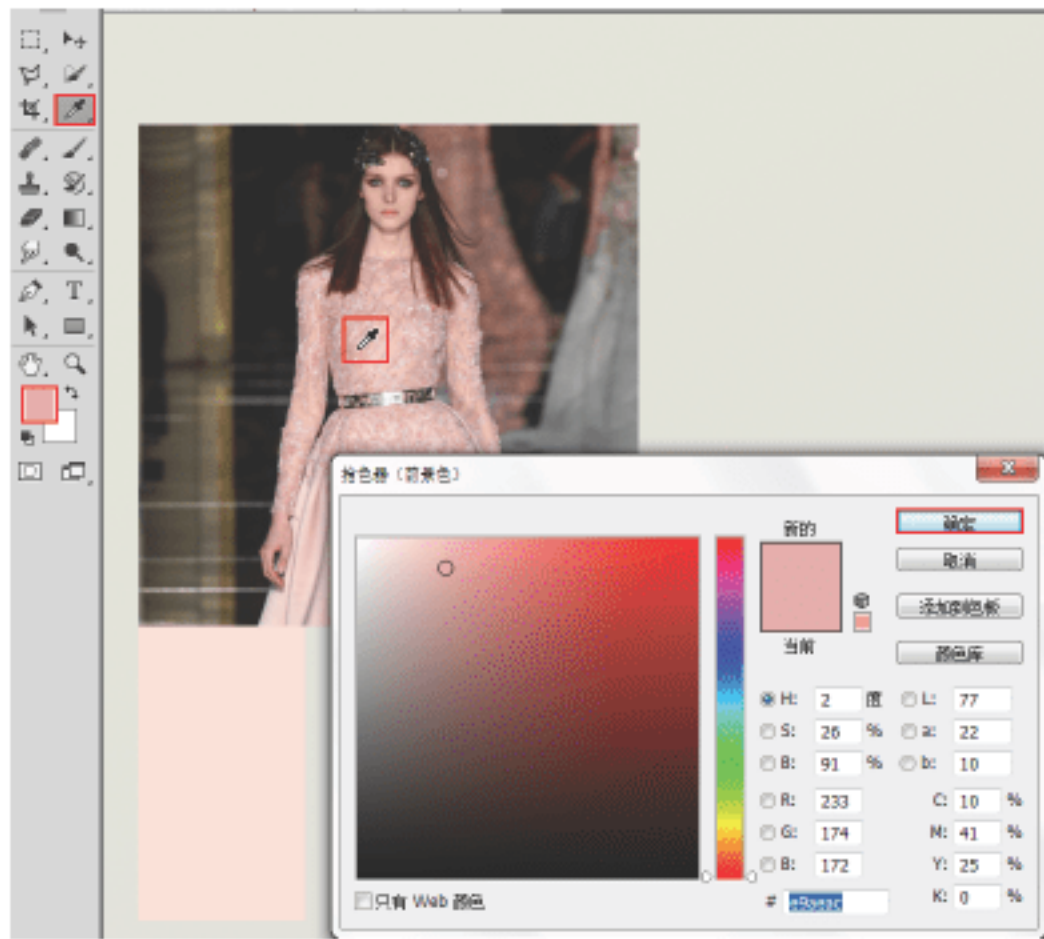 T
拾色器（前景色）
新的
当前
确定
取消
添加到色板
颜色库
H: 2 度 L: 77
S: 26 % a: 22
B: 91 % b: 10
R: 233 C: 10 %
G: 174 M: 41 %
B: 172 Y: 25 %
# e9aeac K: 0 %
只有 Web 颜色